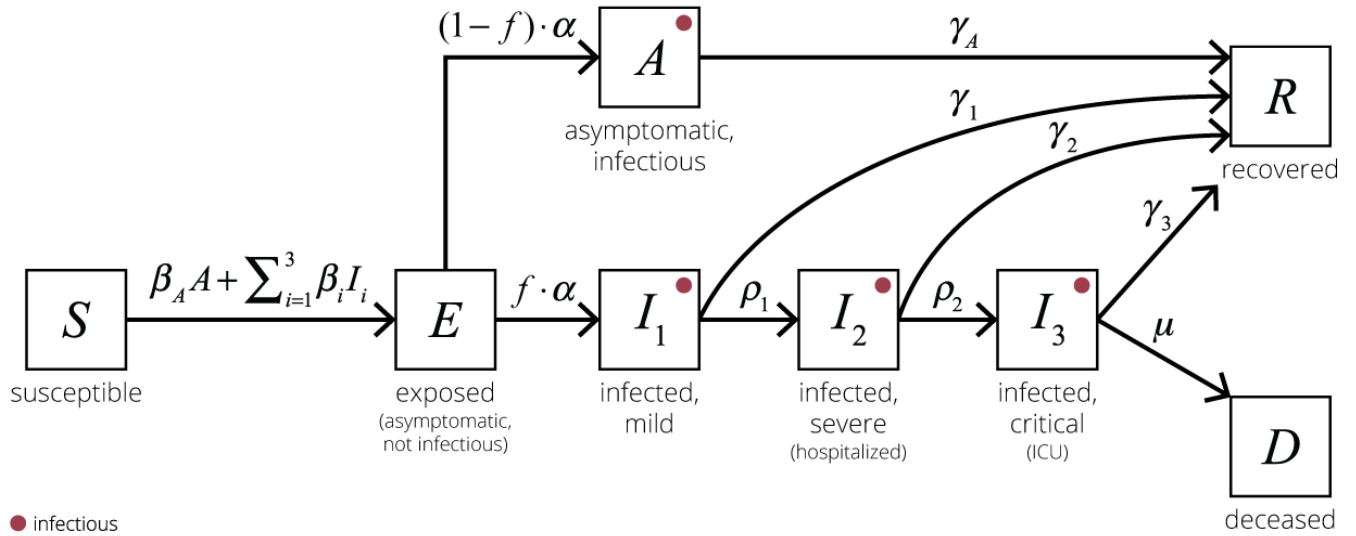 (1− f)·α
A
asymptomatic,
infectious
γ_A
γ_1
γ_2
R
recovered
γ_3
S
susceptible
β_A A + ∑_{i=1}^{3} β_i I_i
E
exposed
(asymptomatic,
not infectious)
f·α
I_1
infected,
mild
ρ_1
I_2
infected,
severe
(hospitalized)
ρ_2
I_3
infected,
critical
(ICU)
μ
D
deceased
infectious